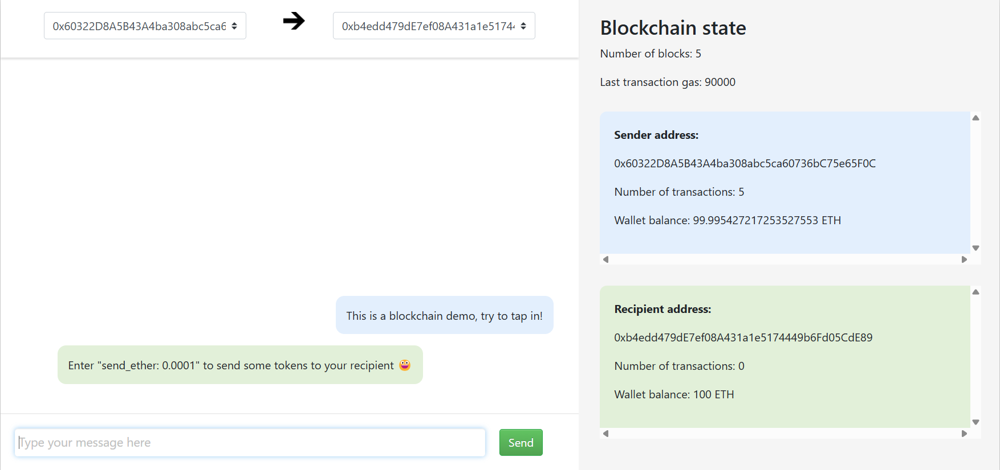 0x60322D8A5B43A4ba308abc5ca6
0xb4edd479dE7ef08A431a1e5174
This is a blockchain demo, try to tap in!
Enter "send_ether: 0.0001" to send some tokens to your recipient 😀
Type your message here
Send
Blockchain state
Number of blocks: 5
Last transaction gas: 90000
Sender address:
0x60322D8A5B43A4ba308abc5ca60736bC75e65F0C
Number of transactions: 5
Wallet balance: 99.995427217253527553 ETH
Recipient address:
0xb4edd479dE7ef08A431a1e5174449b6Fd05CdE89
Number of transactions: 0
Wallet balance: 100 ETH